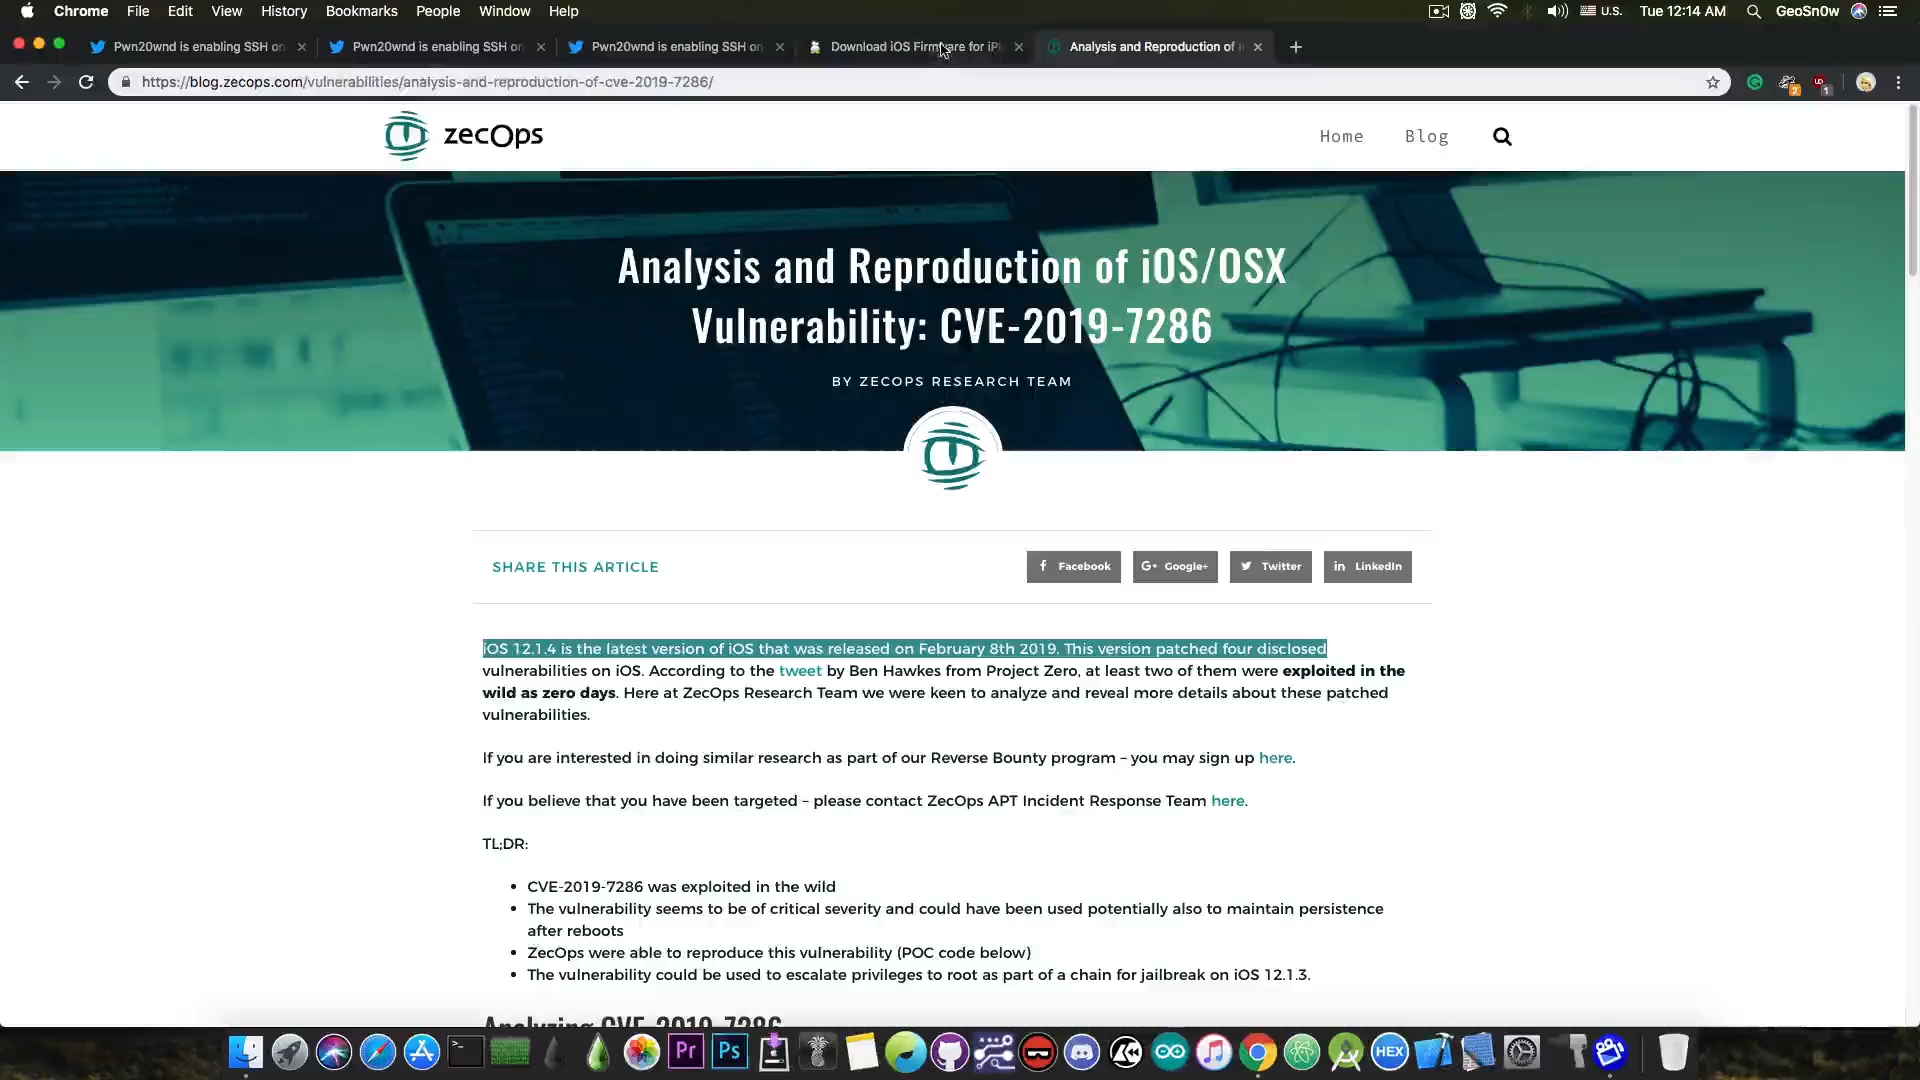 Chrome File Edit View History Bookmarks People Window Help U.S. Tue 12:14 AM GeoSn0w
Pwn20wnd is enabling SSH on Pwn20wnd is enabling SSH on Pwn20wnd is enabling SSH on Download iOS Firmware for iP Analysis and Reproduction of i
https://blog.zecops.com/vulnerabilities/analysis-and-reproduction-of-cve-2019-7286/ 2 UD 1
zecOps Home Blog
Analysis and Reproduction of iOS/OSX
Vulnerability: CVE-2019-7286
BY ZECOPS RESEARCH TEAM
SHARE THIS ARTICLE Facebook G+ Google+ Twitter in LinkedIn
iOS 12.1.4 is the latest version of iOS that was released on February 8th 2019. This version patched four disclosed
vulnerabilities on iOS. According to the tweet by Ben Hawkes from Project Zero, at least two of them were exploited in the
wild as zero days. Here at ZecOps Research Team we were keen to analyze and reveal more details about these patched
vulnerabilities.
If you are interested in doing similar research as part of our Reverse Bounty program – you may sign up here.
If you believe that you have been targeted – please contact ZecOps APT Incident Response Team here.
TL;DR:
• CVE-2019-7286 was exploited in the wild
• The vulnerability seems to be of critical severity and could have been used potentially also to maintain persistence
after reboots
• ZecOps were able to reproduce this vulnerability (POC code below)
• The vulnerability could be used to escalate privileges to root as part of a chain for jailbreak on iOS 12.1.3.
Analyzing CVE-2019-7286
>_ Pr Ps HEX